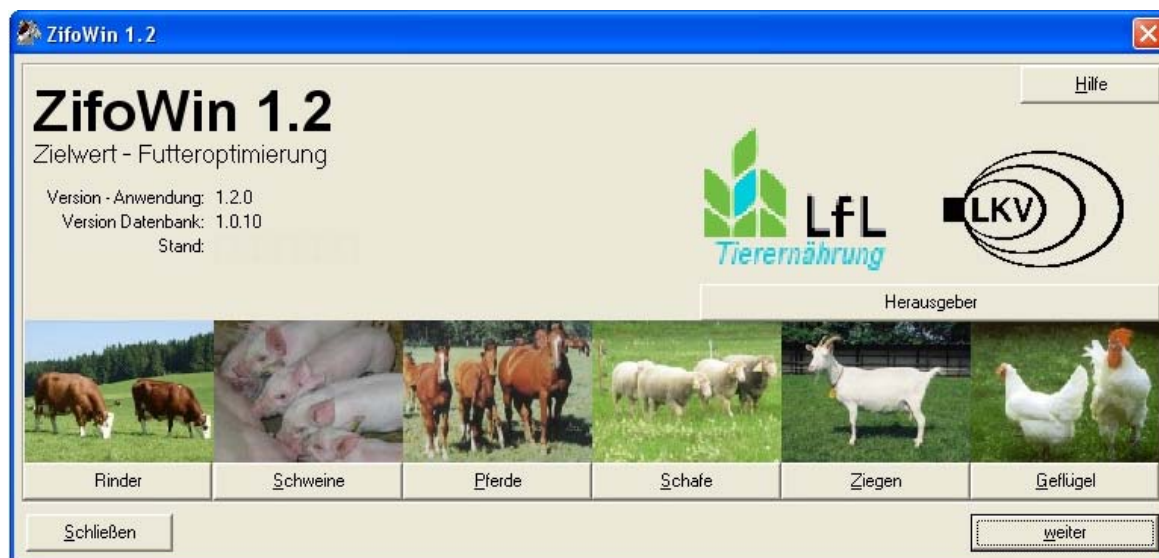 ZifoWin 1.2
Hilfe
ZifoWin 1.2
Zielwert - Futteroptimierung
Version - Anwendung: 1.2.0
Version Datenbank: 1.0.10
Stand:
LfL
Tierernährung
LKV
Herausgeber
Rinder
Schweine
Pferde
Schafe
Ziegen
Geflügel
Schließen
weiter